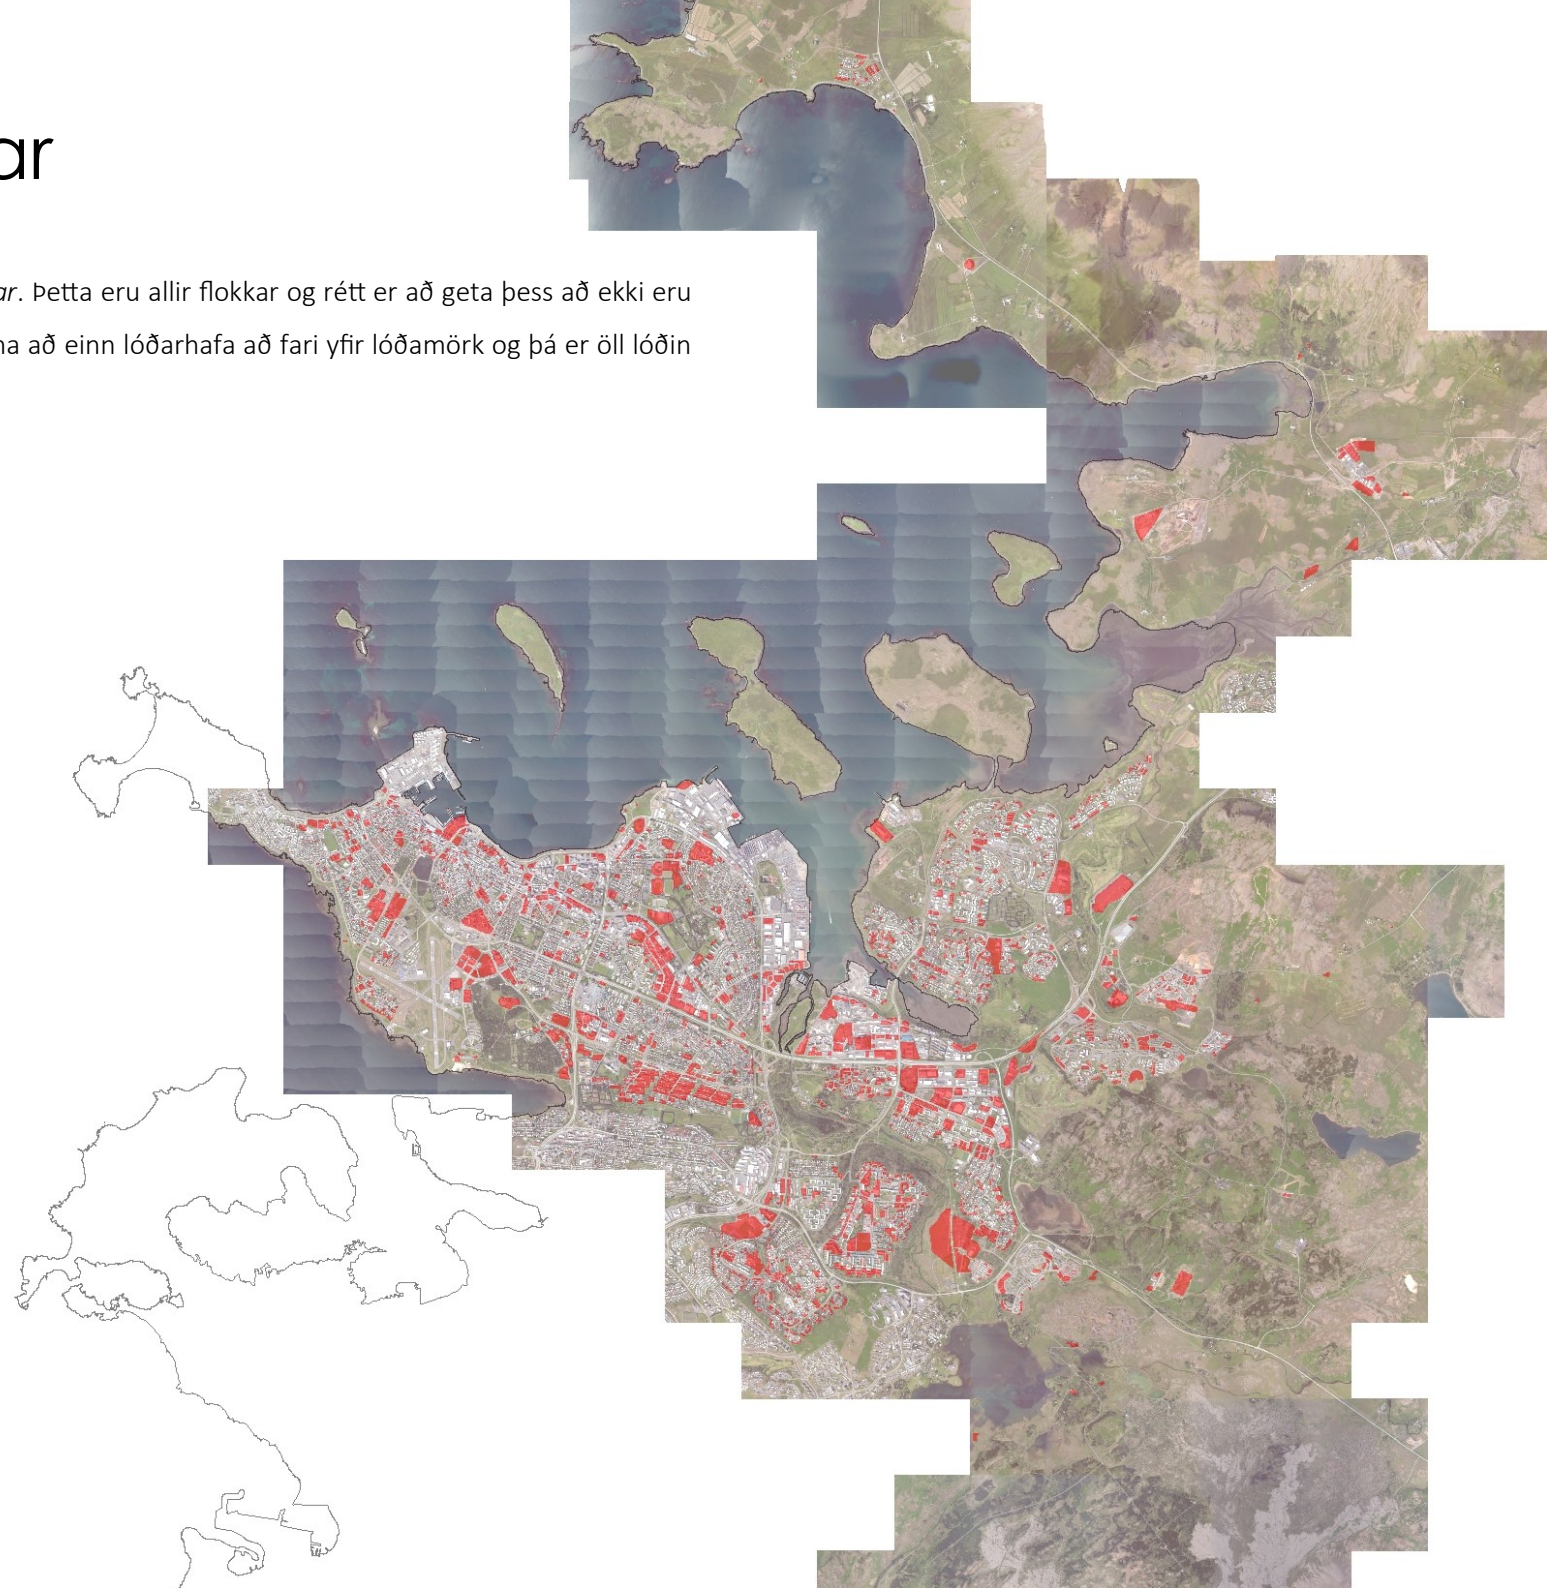 ar
ar. Þetta eru allir flokkar og rétt er að geta þess að ekki eru
na að einn lóðarhafa að fari yfir lóðamörk og þá er öll lóðin